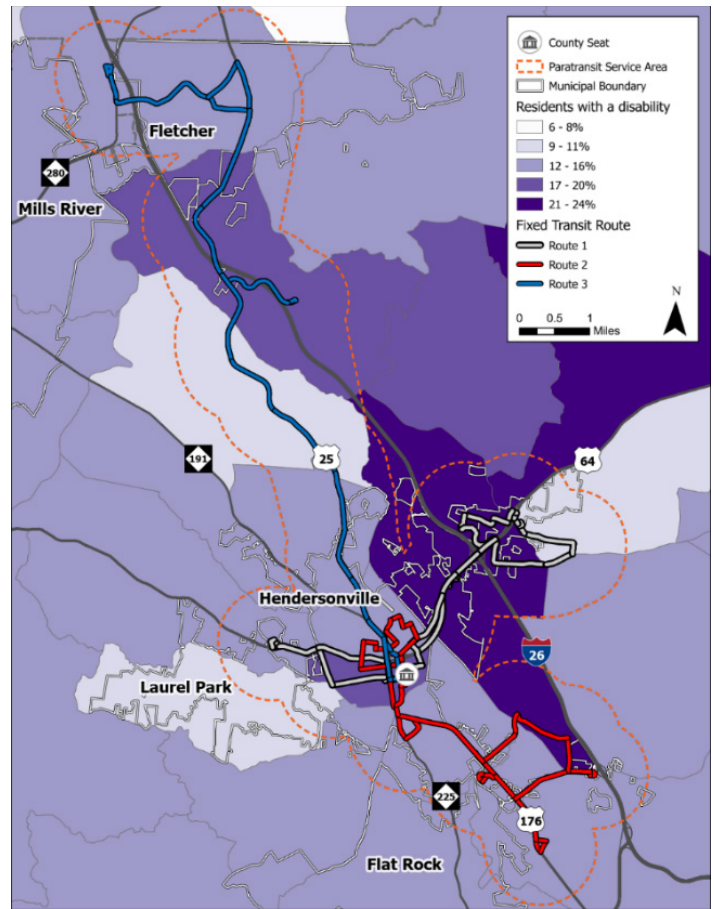 County Seat
Paratransit Service Area
Municipal Boundary
Residents with a disability
6 - 8%
9 - 11%
12 - 16%
17 - 20%
21 - 24%
Fixed Transit Route
Route 1
Route 2
Route 3
0 0.5 1
Miles
N
Fletcher
280
Mills River
25
64
191
Hendersonville
26
Laurel Park
225
176
Flat Rock